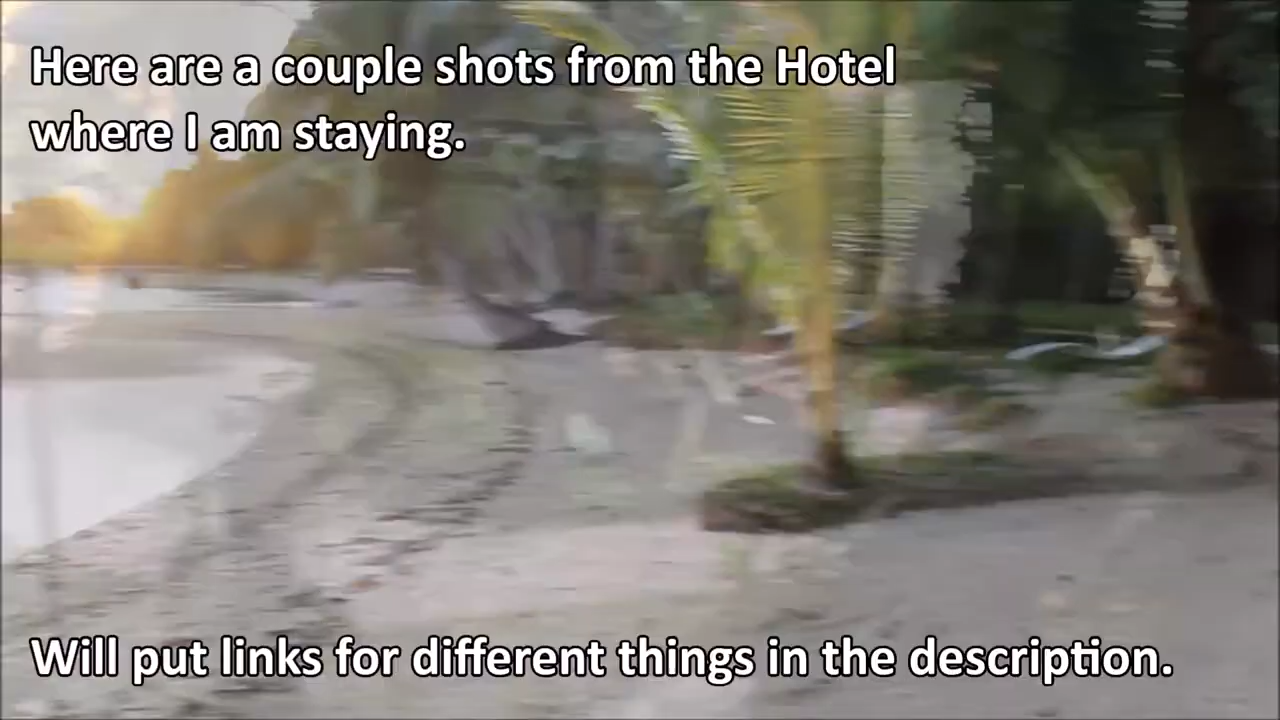 Here are a couple shots from the Hotel
where I am staying.
Will put links for different things in the description.